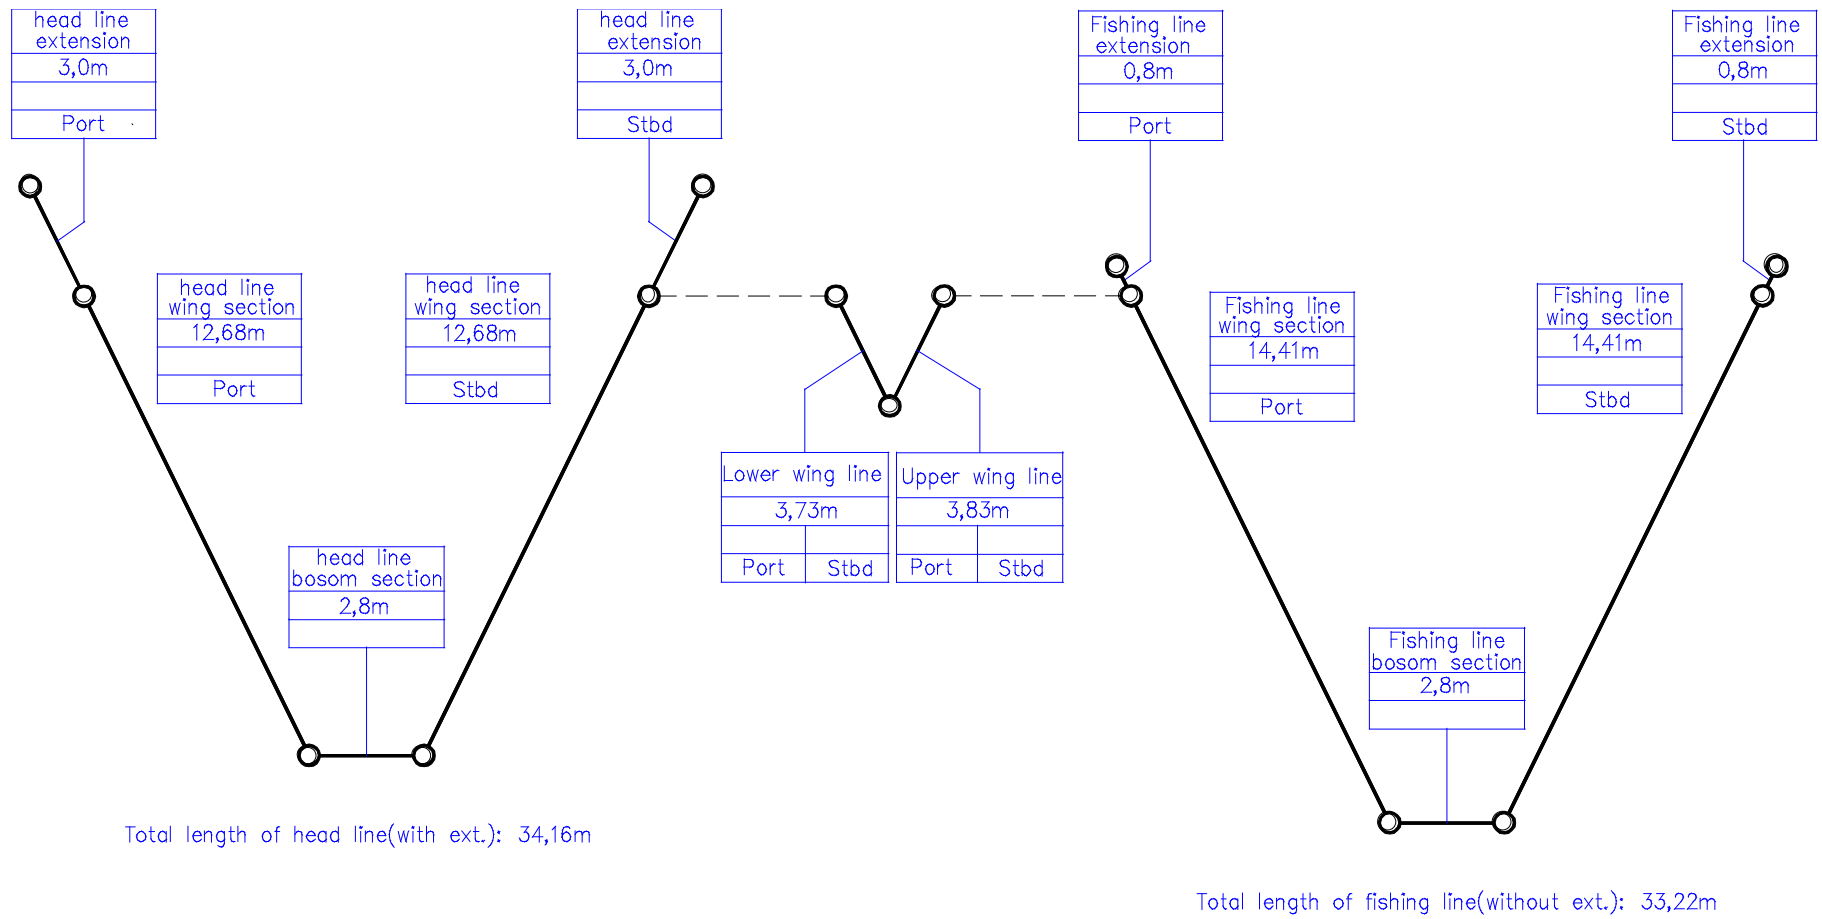 head line
extension
3,0m
Port
head line
extension
3,0m
Stbd
Fishing line
extension
0,8m
Port
Fishing line
extension
0,8m
Stbd
head line
wing section
12,68m
Port
head line
wing section
12,68m
Stbd
Fishing line
wing section
14,41m
Port
Fishing line
wing section
14,41m
Stbd
Lower wing line
3,73m
Port Stbd
Upper wing line
3,83m
Port Stbd
head line
bosom section
2,8m
Fishing line
bosom section
2,8m
Total length of head line(with ext.): 34,16m
Total length of fishing line(without ext.): 33,22m